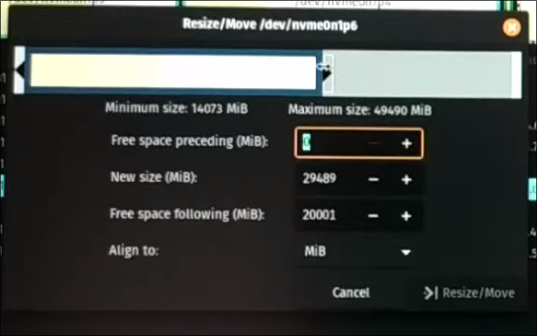 Resize/Move /dev/nvme0n1p6
Minimum size: 14073 MiB Maximum size: 49490 MiB
Free space preceding (MiB): 0 +
New size (MiB): 29489 − +
Free space following (MiB): 20001 − +
Align to: MiB
Cancel Resize/Move